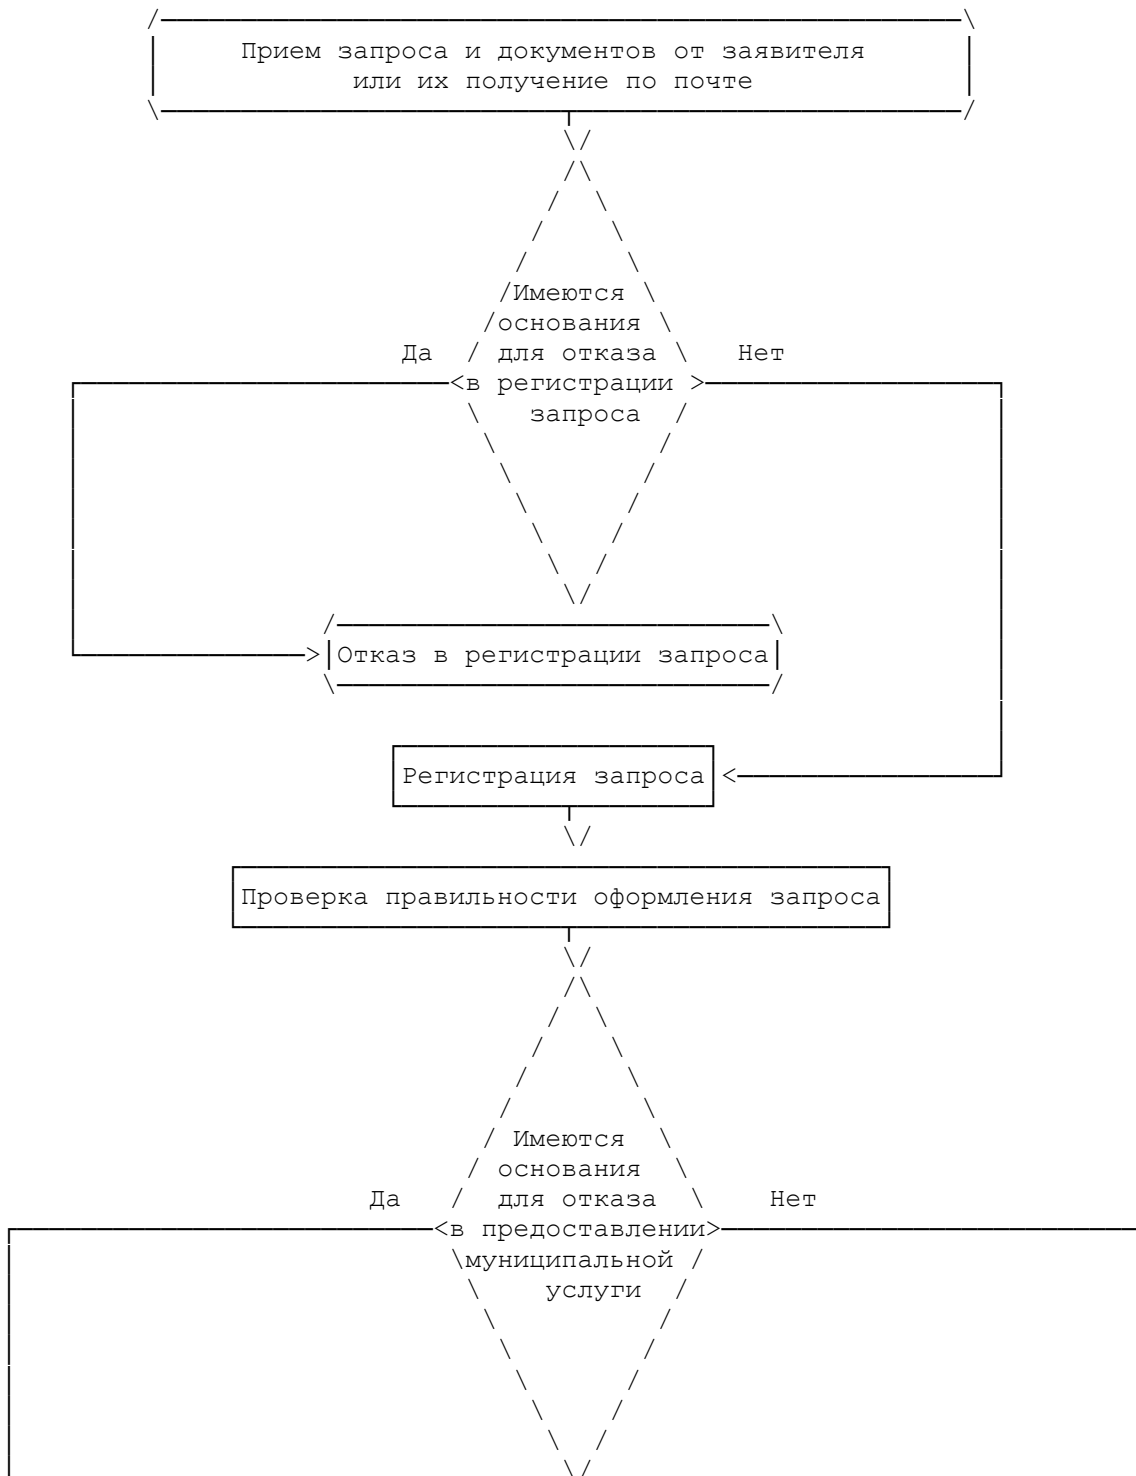 Прием запроса и документов от заявителя
или их получение по почте
Имеются
основания
Да для отказа Нет
в регистрации
запроса
Отказ в регистрации запроса
Регистрация запроса
Проверка правильности оформления запроса
Имеются
основания
Да для отказа Нет
в предоставлении
муниципальной
услуги